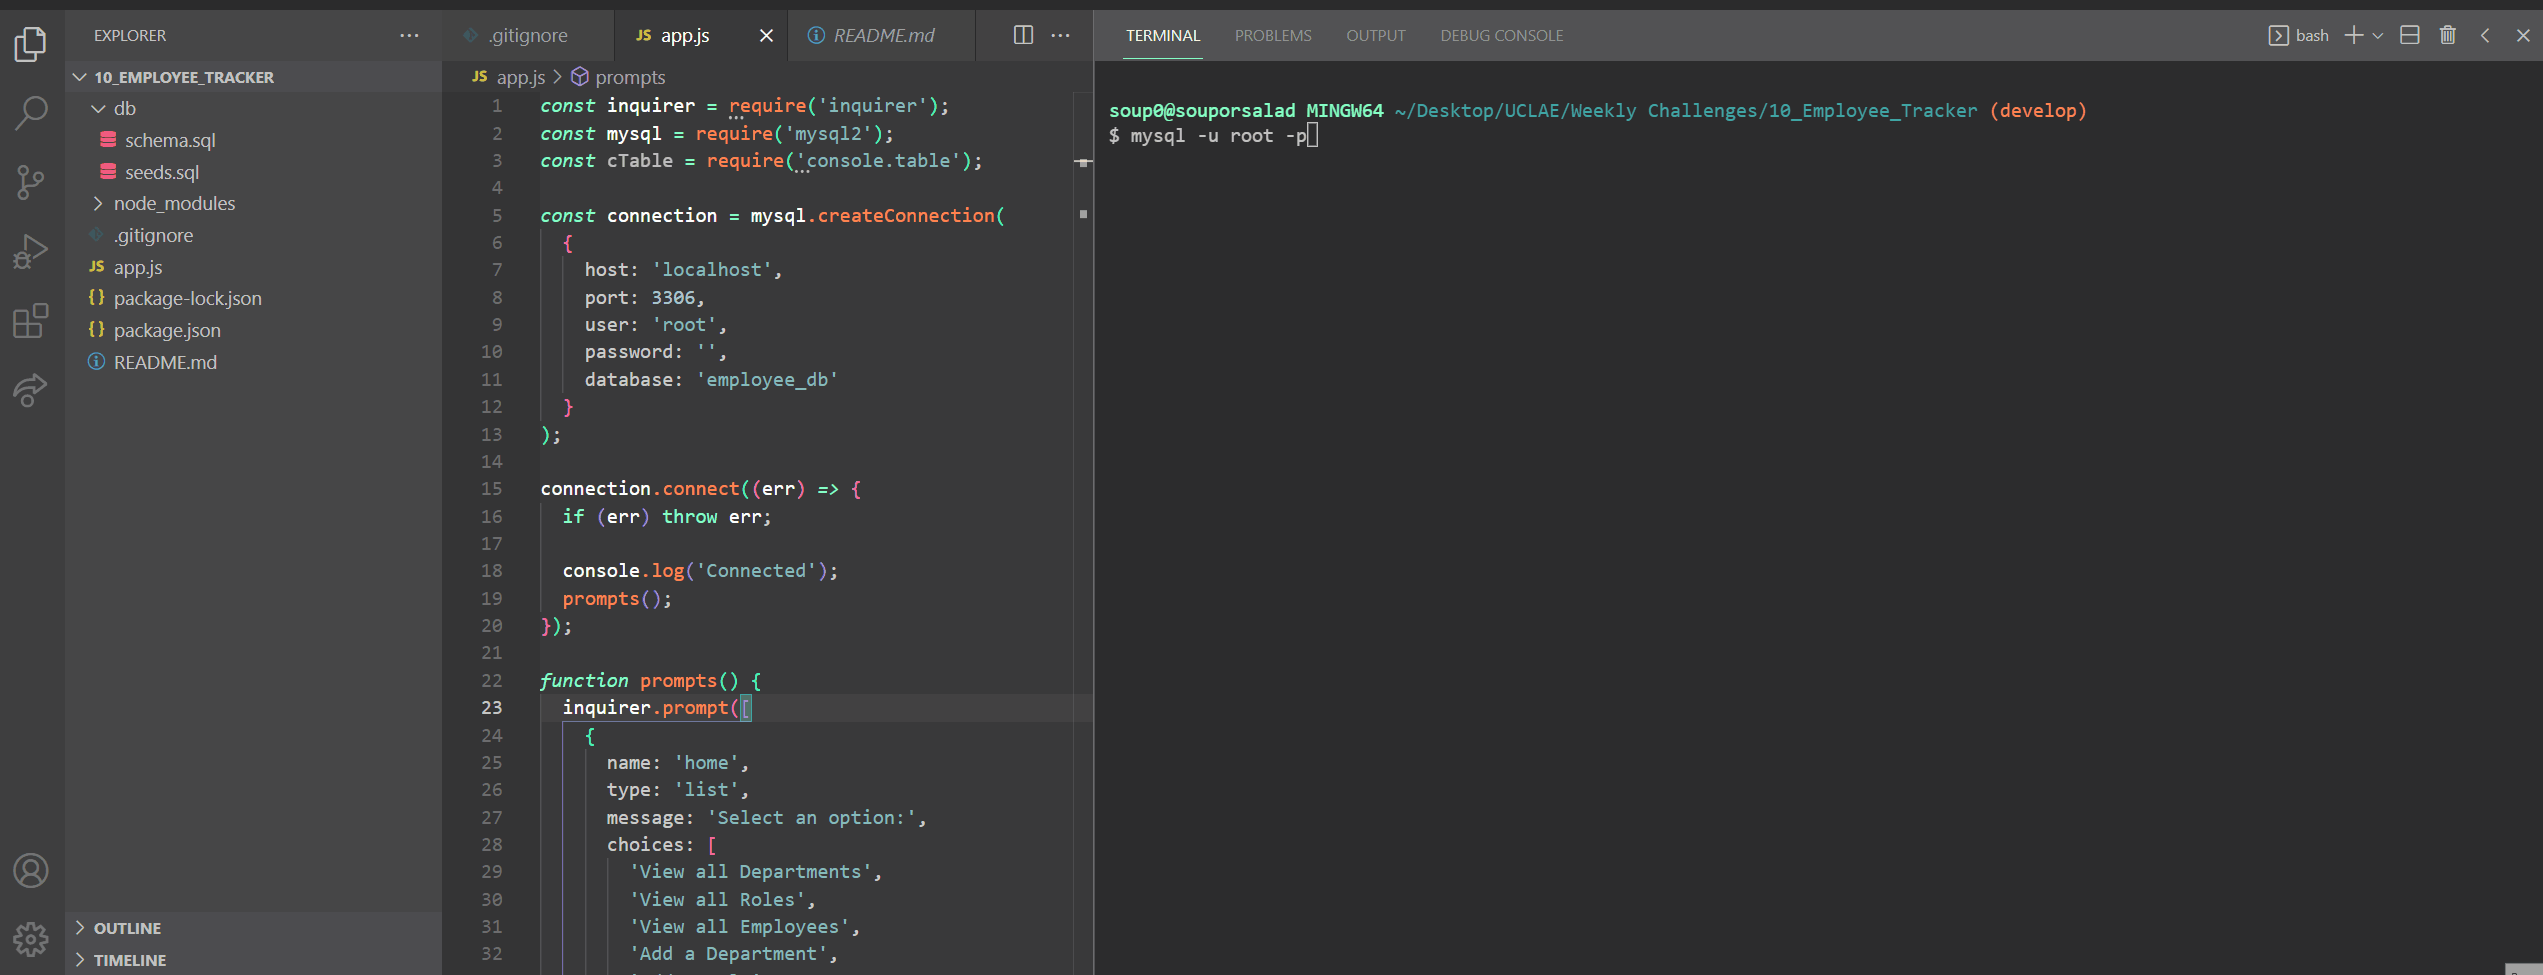 EXPLORER
10_EMPLOYEE_TRACKER
db
schema.sql
seeds.sql
node_modules
.gitignore
JS app.js
{} package-lock.json
{} package.json
README.md
OUTLINE
TIMELINE
.gitignore
JS app.js
README.md
JS app.js > prompts
1 const inquirer = require('inquirer');
2 const mysql = require('mysql2');
3 const cTable = require('console.table');
4
5 const connection = mysql.createConnection(
6 {
7 host: 'localhost',
8 port: 3306,
9 user: 'root',
10 password: '',
11 database: 'employee_db'
12 }
13 );
14
15 connection.connect((err) => {
16 if (err) throw err;
17
18 console.log('Connected');
19 prompts();
20 });
21
22 function prompts() {
23 inquirer.prompt([
24 {
25 name: 'home',
26 type: 'list',
27 message: 'Select an option:',
28 choices: [
29 'View all Departments',
30 'View all Roles',
31 'View all Employees',
32 'Add a Department',
TERMINAL PROBLEMS OUTPUT DEBUG CONSOLE
bash
soup0@souporsalad MINGW64 ~/Desktop/UCLAE/Weekly Challenges/10_Employee_Tracker (develop)
$ mysql -u root -p